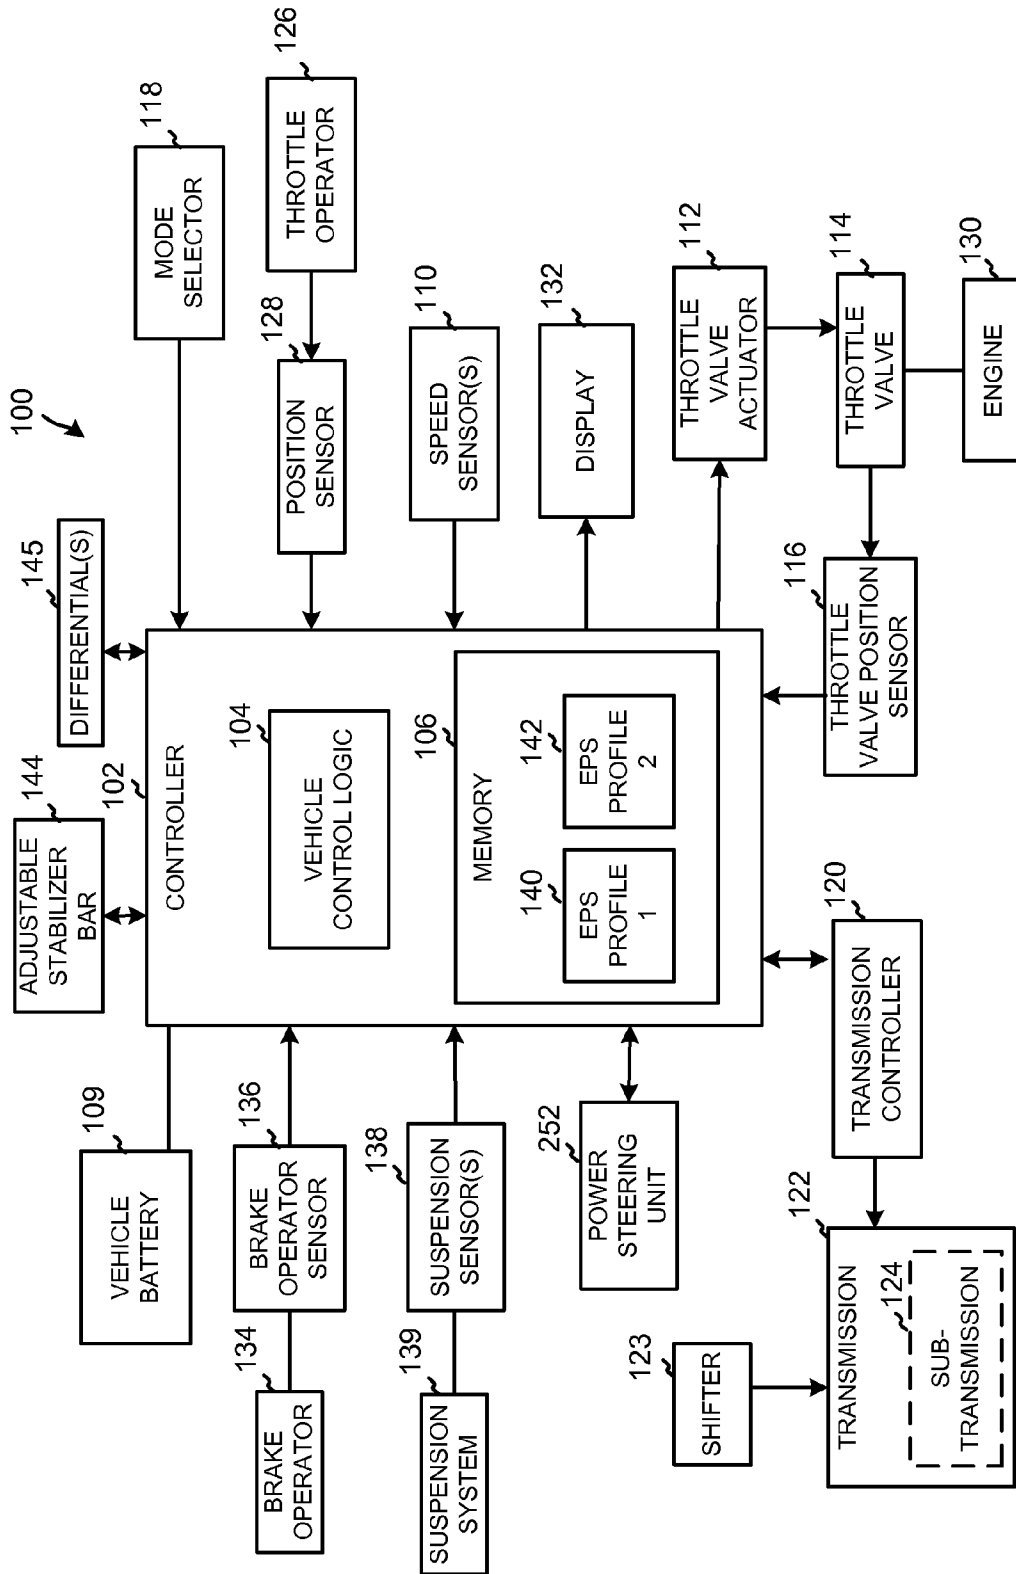 100
ADJUSTABLE
STABILIZER
BAR
144
DIFFERENTIAL(S)
145
MODE
SELECTOR
118
THROTTLE
OPERATOR
126
POSITION
SENSOR
128
SPEED
SENSOR(S)
110
DISPLAY
132
THROTTLE
VALVE
ACTUATOR
112
THROTTLE
VALVE
114
ENGINE
130
THROTTLE
VALVE POSITION
SENSOR
116
CONTROLLER
102
VEHICLE
CONTROL LOGIC
104
MEMORY
106
EPS
PROFILE
1
140
EPS
PROFILE
2
142
VEHICLE
BATTERY
109
BRAKE
OPERATOR
SENSOR
136
BRAKE
OPERATOR
134
SUSPENSION
SENSOR(S)
138
SUSPENSION
SYSTEM
139
POWER
STEERING
UNIT
252
TRANSMISSION
CONTROLLER
120
SHIFTER
123
TRANSMISSION
122
SUB-
TRANSMISSION
124